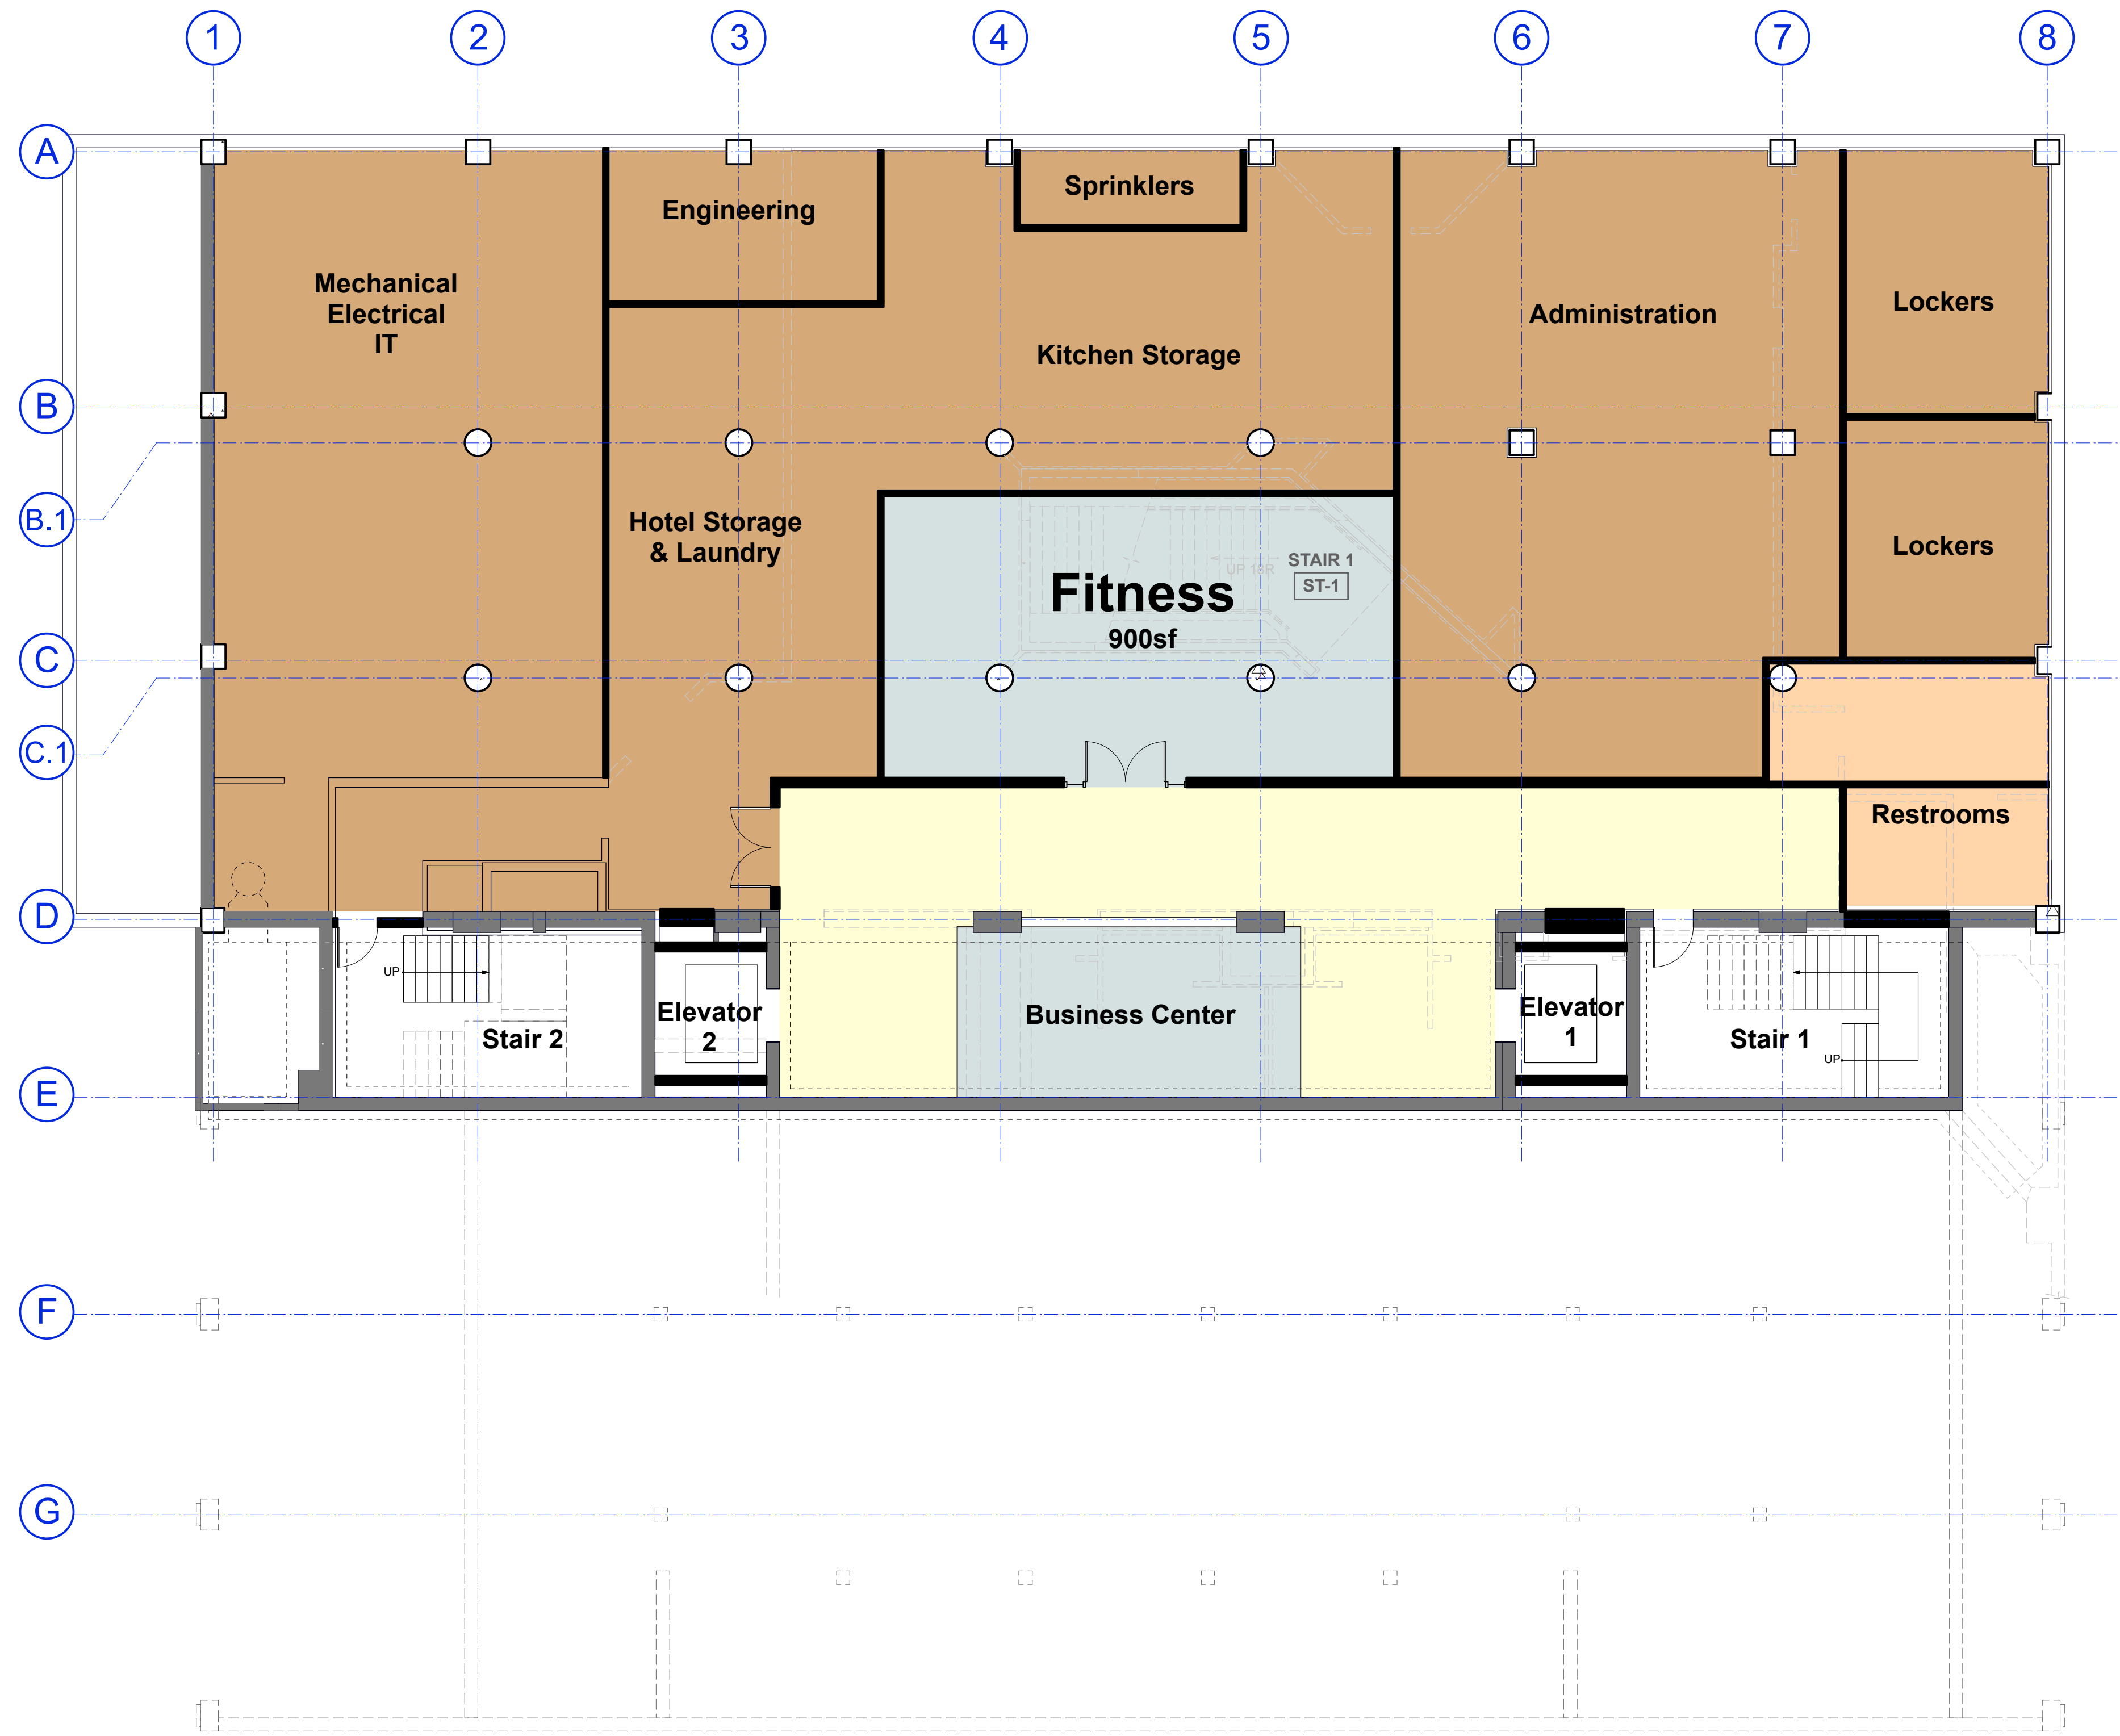 1 2 3 4 5 6 7 8
A
Sprinklers
Engineering
Mechanical
Electrical
IT
Lockers
Administration
Kitchen Storage
B
B.1
Hotel Storage
& Laundry
Lockers
STAIR 1
UP 18R
ST-1
Fitness
900sf
C
C.1
Restrooms
D
UP
Elevator
2
Business Center
Elevator
1
Stair 2
Stair 1
UP
E
F
G